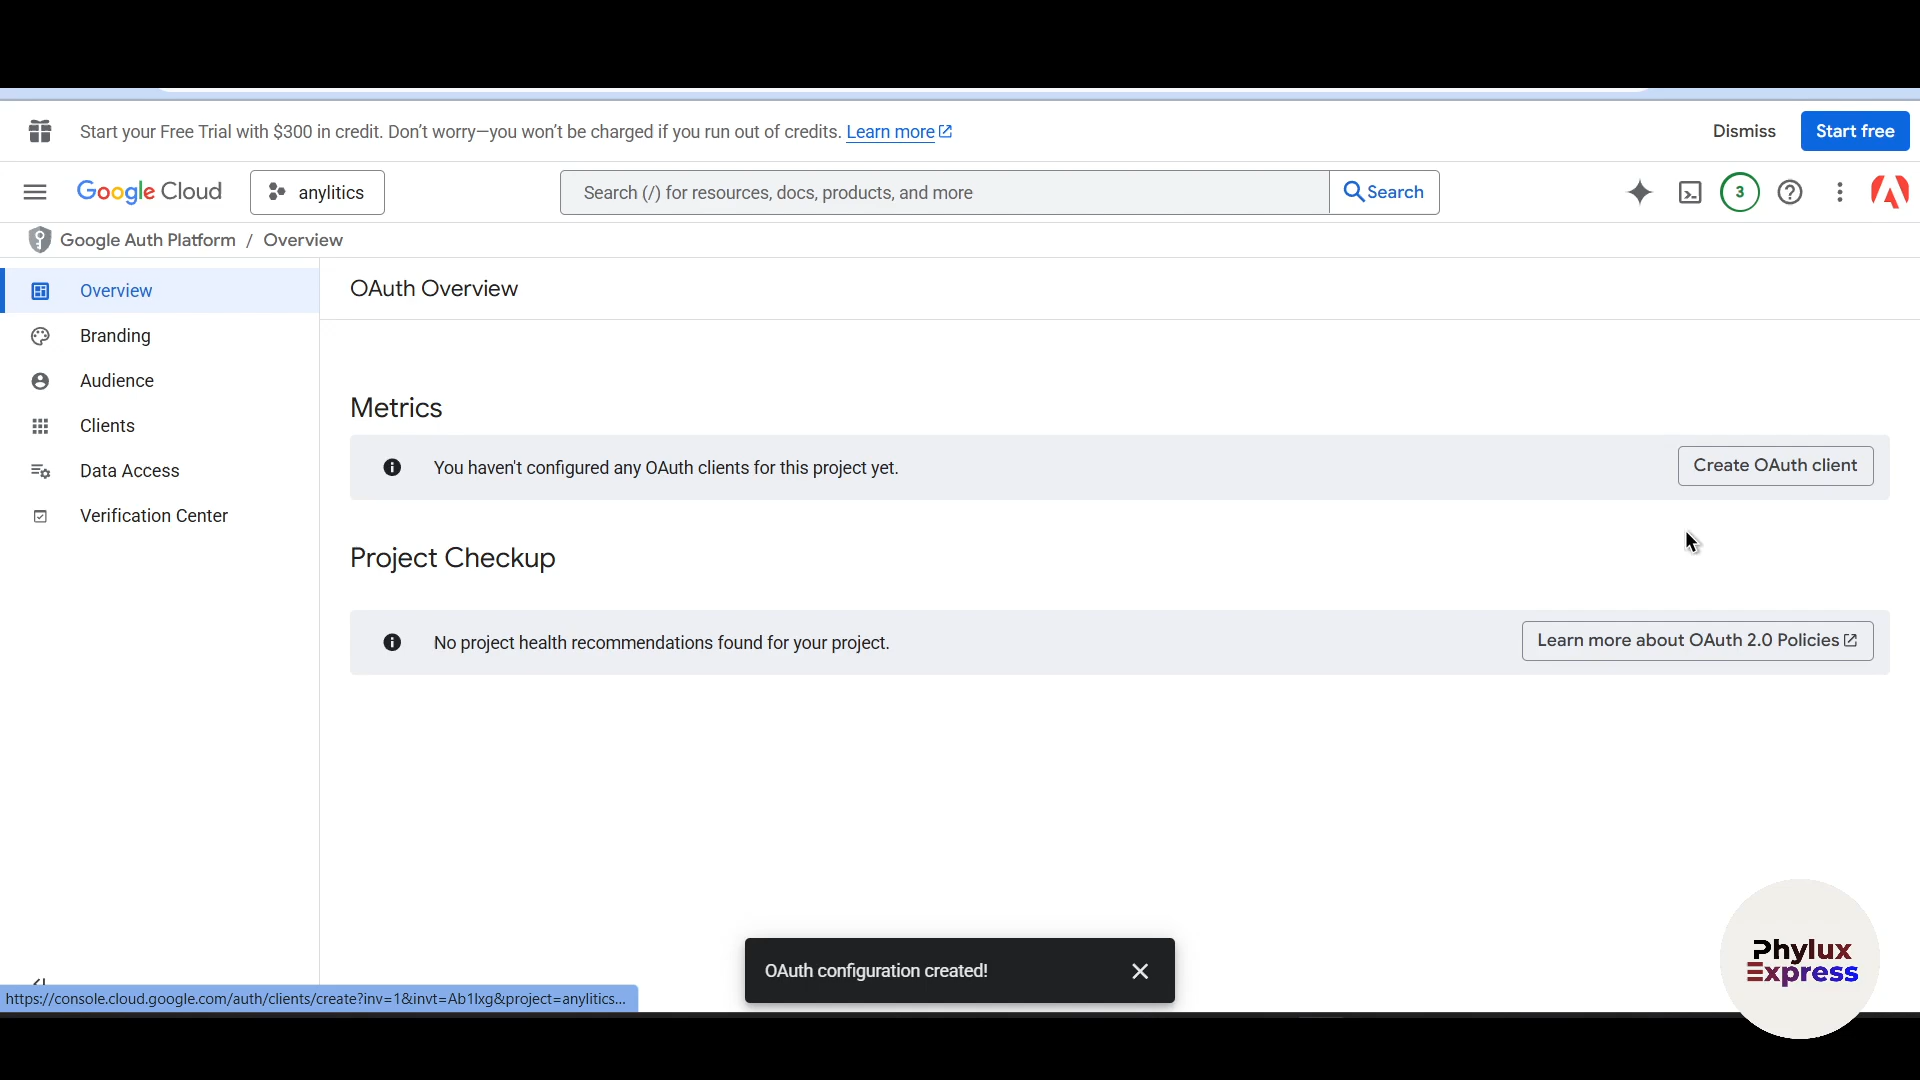 Start your Free Trial with $300 in credit. Don't worry—you won't be charged if you run out of credits. Learn more
Dismiss
Start free
Google Cloud
anylitics
Search (/) for resources, docs, products, and more
Search
3
Google Auth Platform / Overview
Overview
Branding
Audience
Clients
Data Access
Verification Center
OAuth Overview
Metrics
You haven't configured any OAuth clients for this project yet.
Create OAuth client
Project Checkup
No project health recommendations found for your project.
Learn more about OAuth 2.0 Policies
OAuth configuration created!
https://console.cloud.google.com/auth/clients/create?inv=1&invt=Ab1lxg&project=anylitics...
Phylux
Express